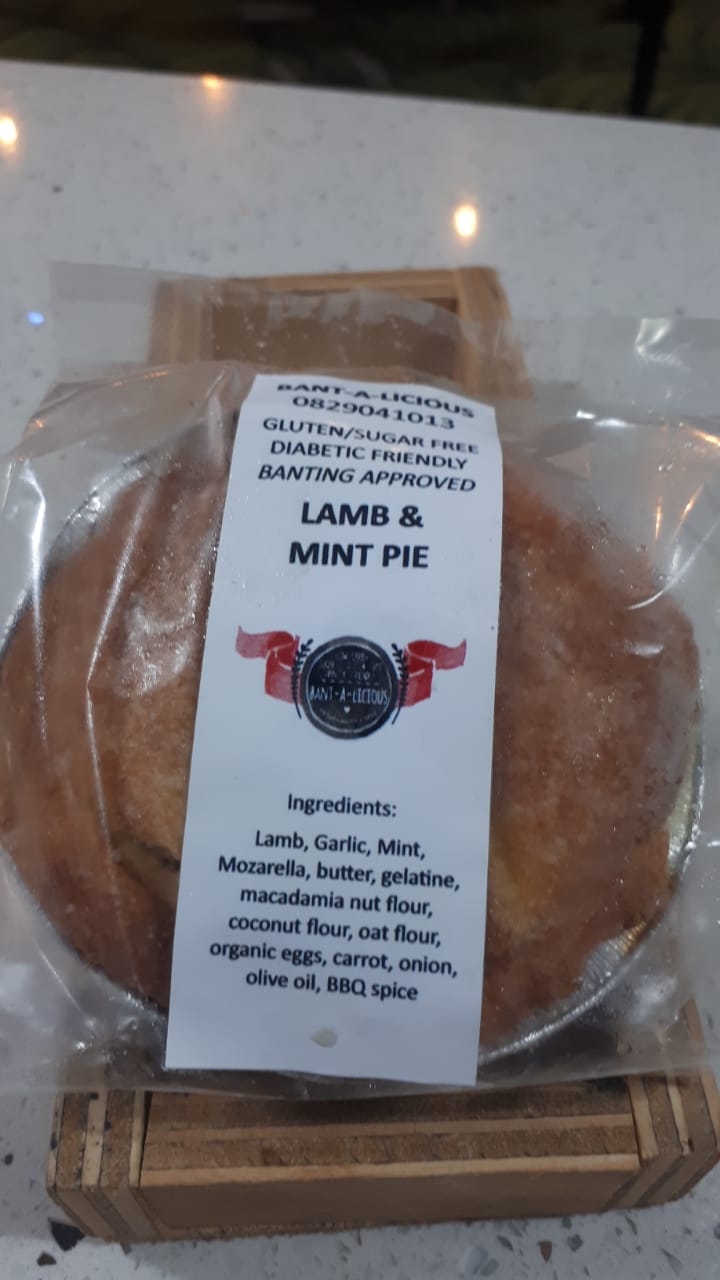 BANT-A-LICIOUS
0829041013
GLUTEN/SUGAR FREE
DIABETIC FRIENDLY
BANTING APPROVED
LAMB &
MINT PIE
BANT-A-LICIOUS
Ingredients:
Lamb, Garlic, Mint,
Mozarella, butter, gelatine,
macadamia nut flour,
coconut flour, oat flour,
organic eggs, carrot, onion,
olive oil, BBQ spice